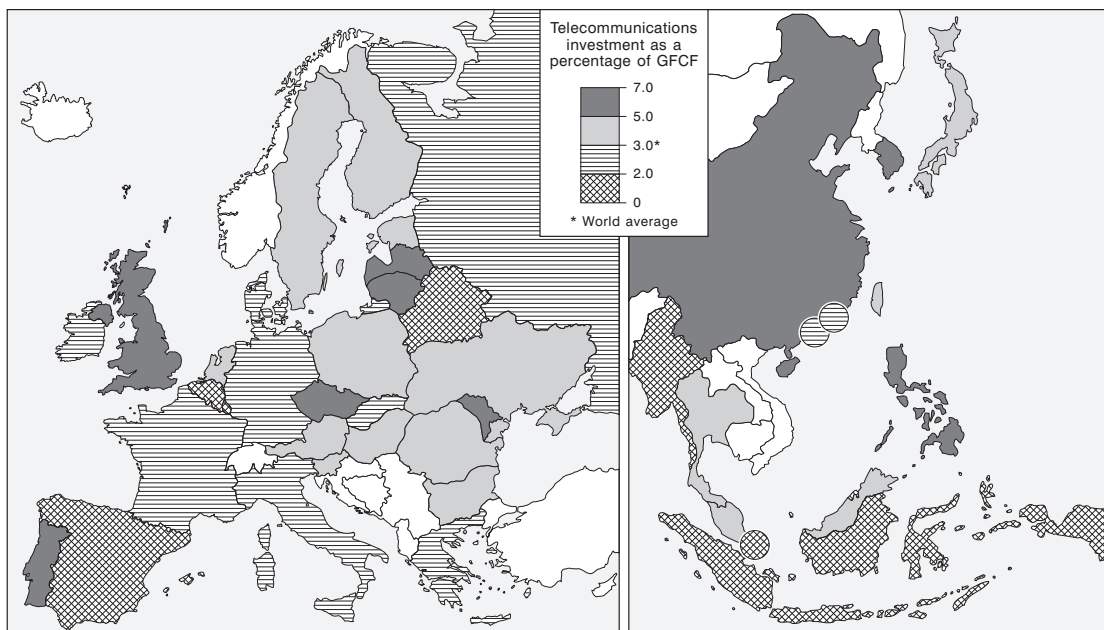 Telecommunications
investment as a
percentage of GFCF
7.0
5.0
3.0*
2.0
0
* World average